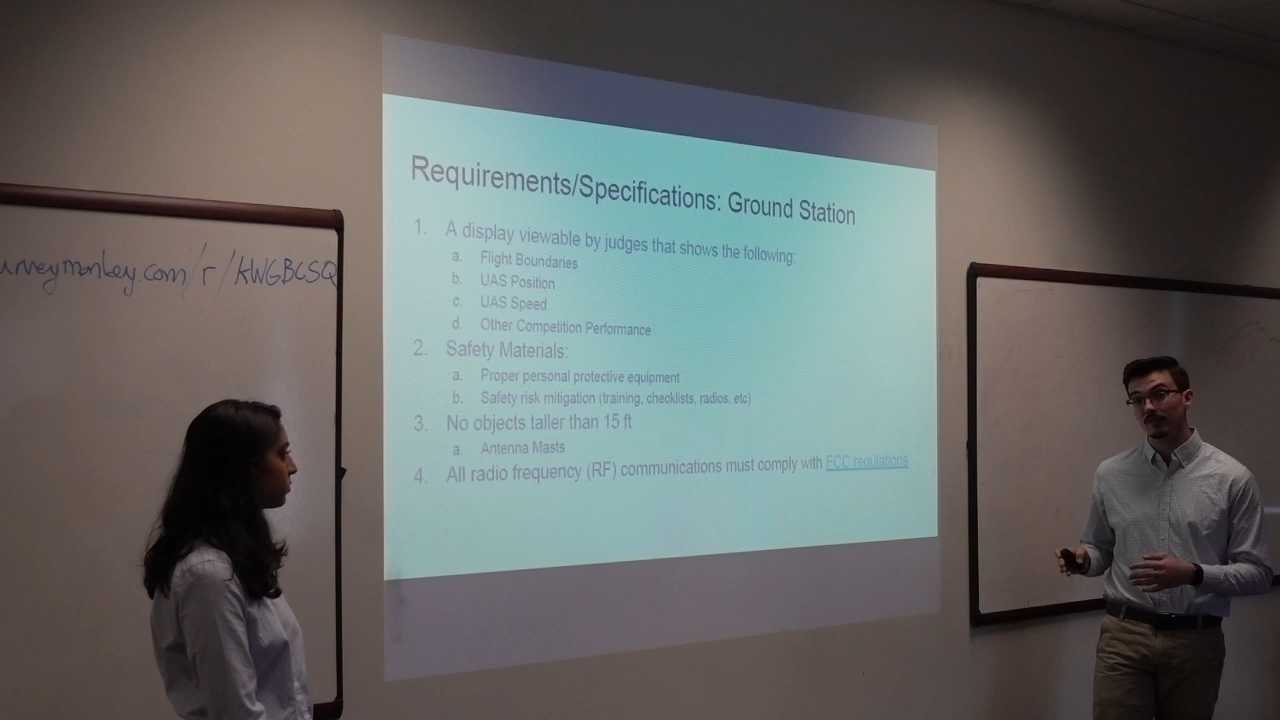 urveymonkey.com/r/KWGBCSQ
Requirements/Specifications: Ground Station
1. A display viewable by judges that shows the following:
a. Flight Boundaries
b. UAS Position
c. UAS Speed
d. Other Competition Performance
2. Safety Materials:
a. Proper personal protective equipment
b. Safety risk mitigation (training, checklists, radios, etc)
3. No objects taller than 15 ft
a. Antenna Masts
4. All radio frequency (RF) communications must comply with FCC regulations